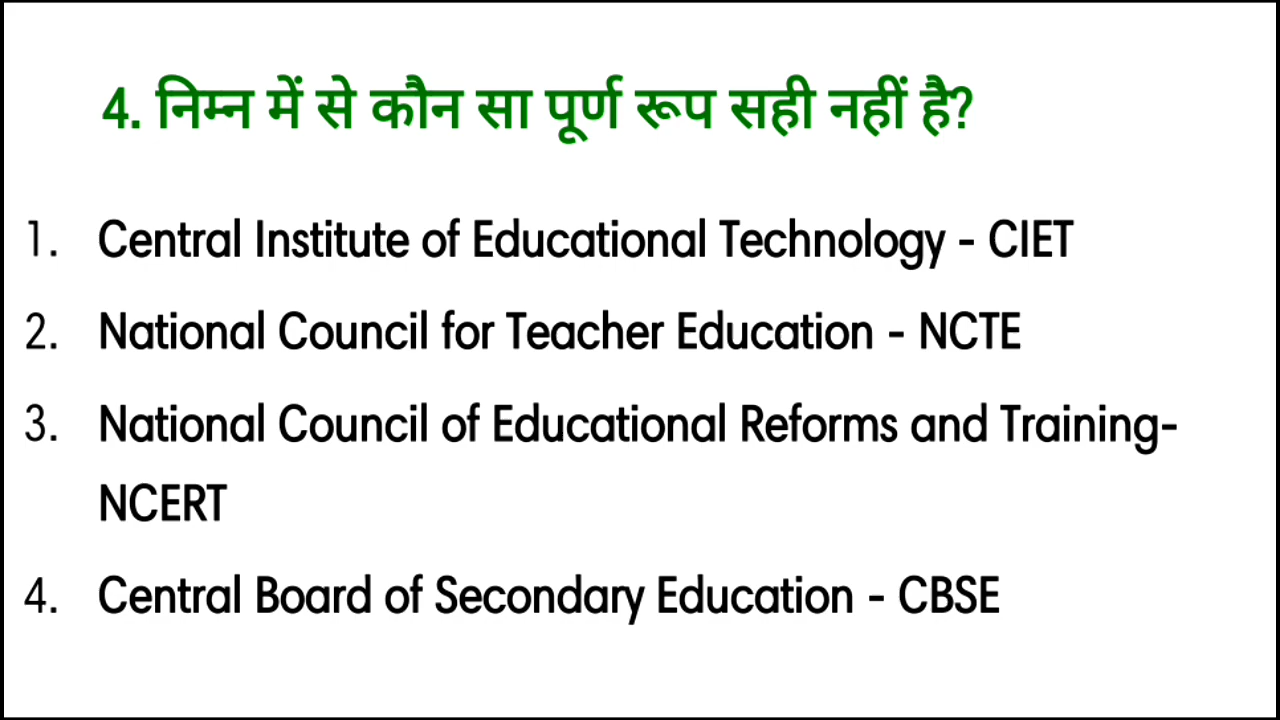 4. निम्न में से कौन सा पूर्ण रूप सही नहीं है?
1. Central Institute of Educational Technology - CIET
2. National Council for Teacher Education - NCTE
3. National Council of Educational Reforms and Training-
NCERT
4. Central Board of Secondary Education - CBSE